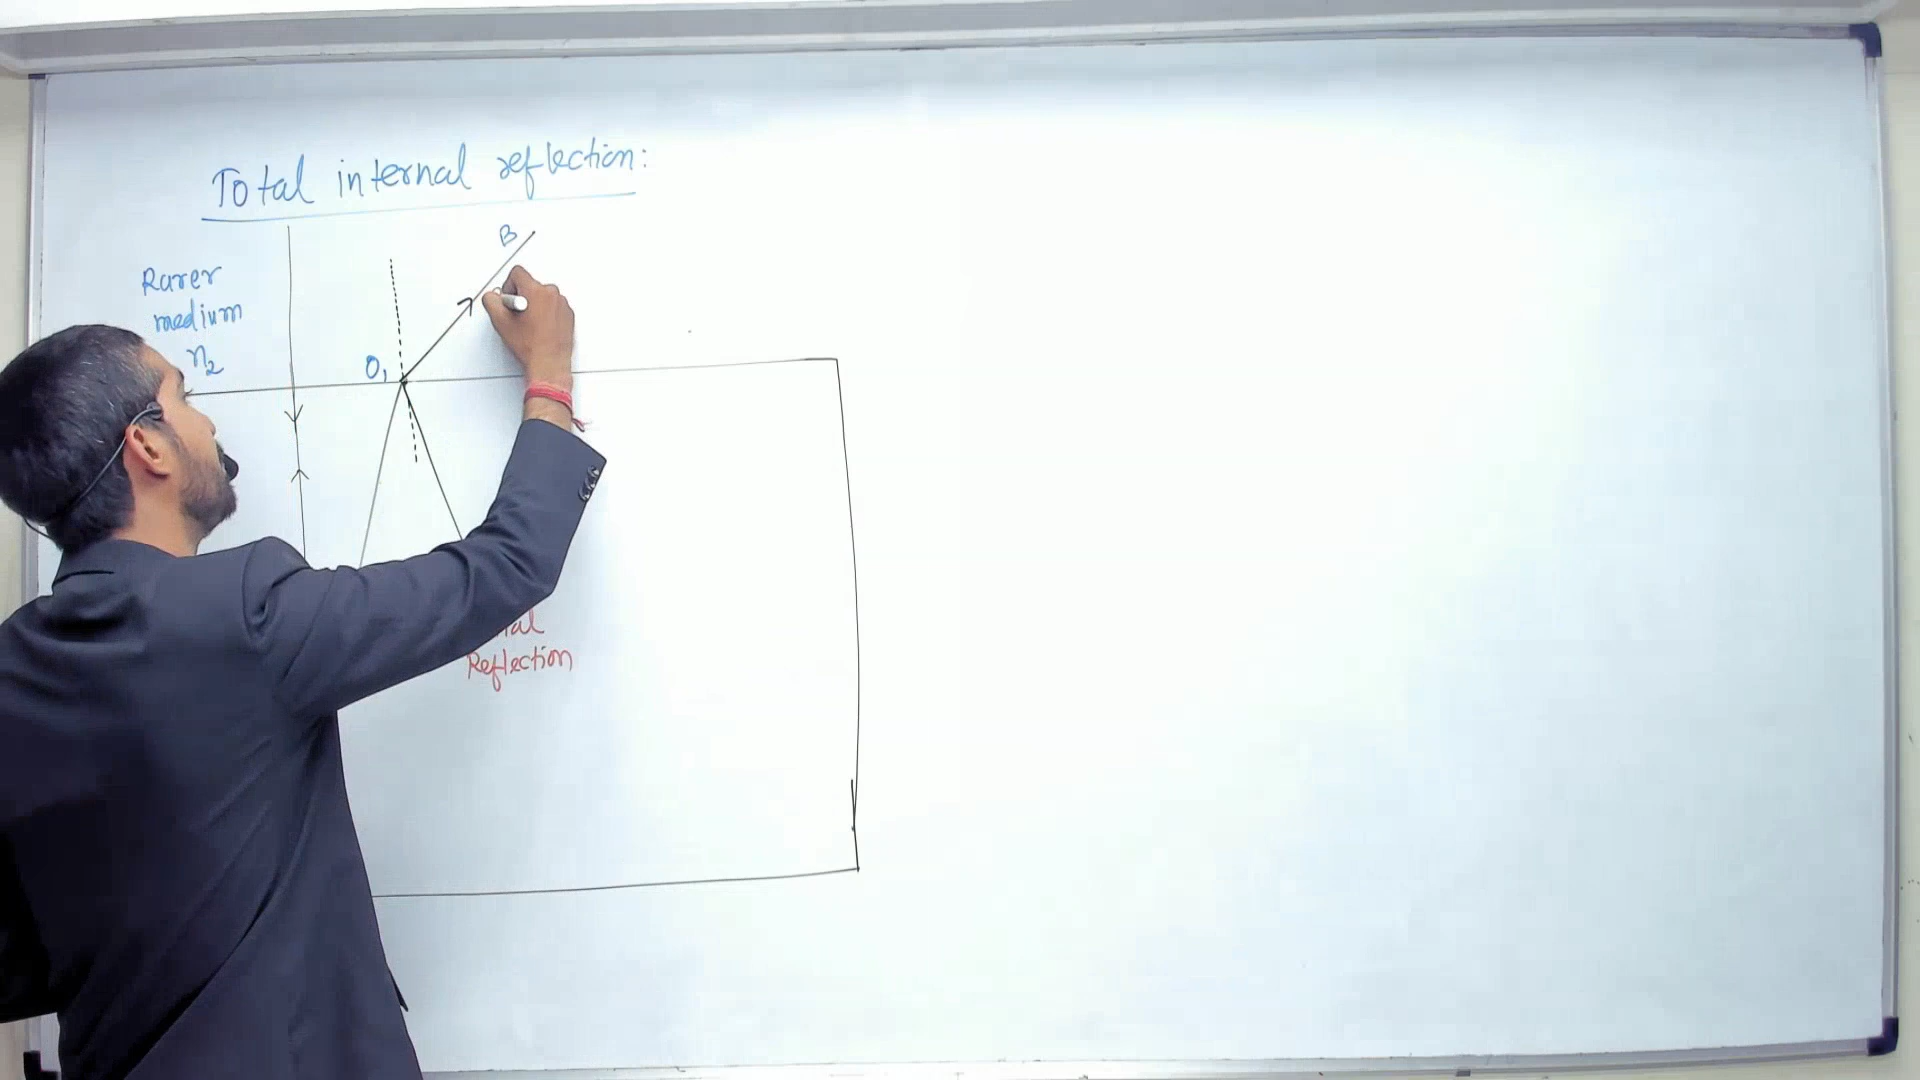 Total internal reflection:
B
Rarer
medium
n₂
O₁
Reflection